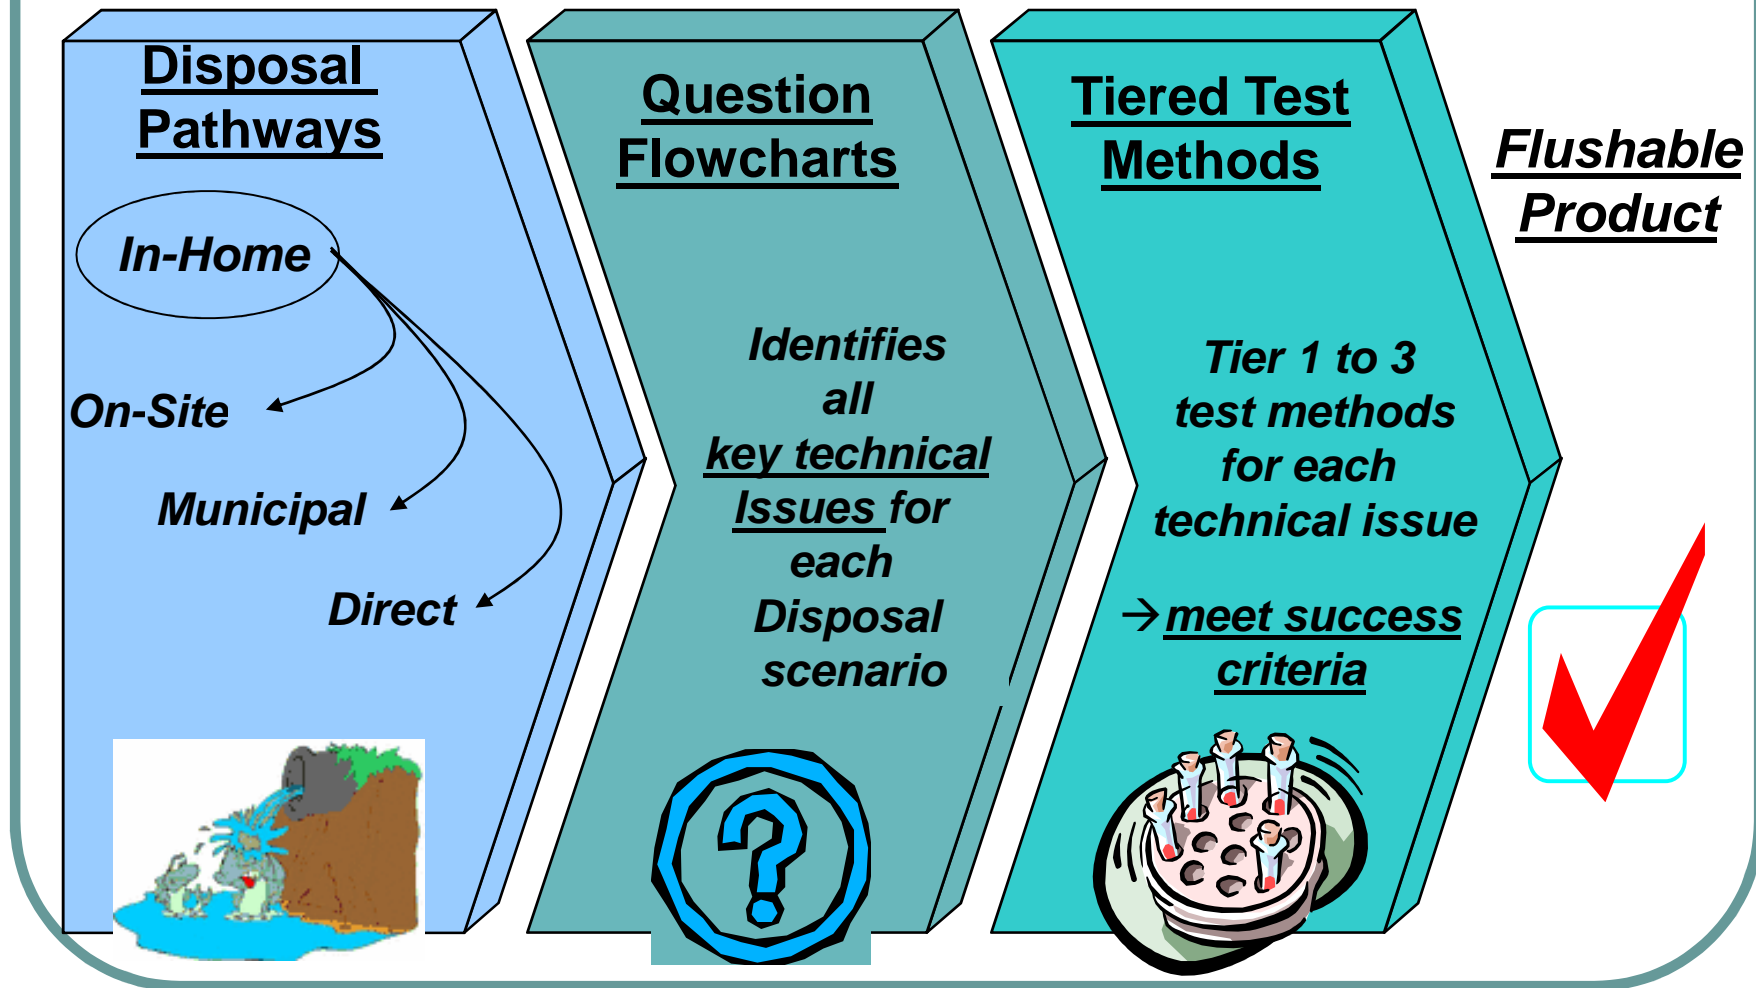 Disposal
Pathways
In-Home
On-Site
Municipal
Direct
Question
Flowcharts
Identifies
all
key technical
Issues for
each
Disposal
scenario
Tiered Test
Methods
Tier 1 to 3
test methods
for each
technical issue
→meet success
criteria
Flushable
Product